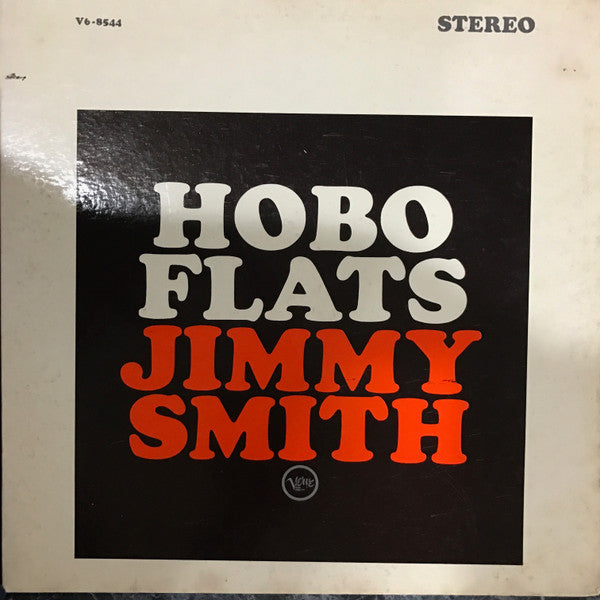 V6-8544
STEREO
HOBO
FLATS
JIMMY
SMITH
Verve